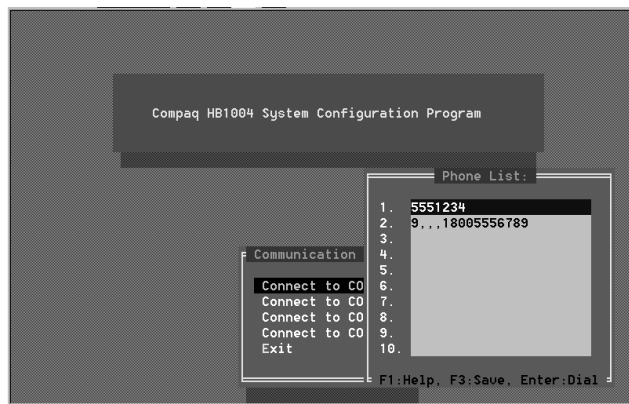 Compaq HB1004 System Configuration Program
Phone List:
1. 5551234
2. 9,,,18005556789
3.
4.
5.
6.
7.
8.
9.
10.
F1:Help, F3:Save, Enter:Dial
Communication
Connect to CO
Connect to CO
Connect to CO
Connect to CO
Exit